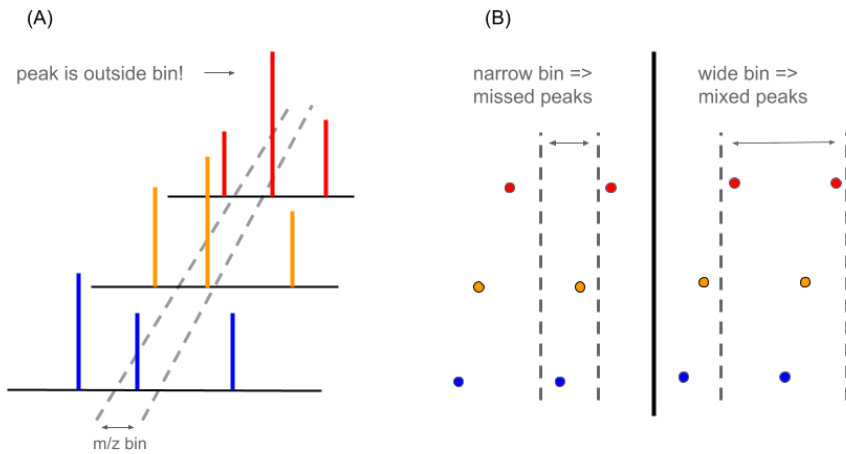 (A)
peak is outside bin!
m/z bin
(B)
narrow bin =>
missed peaks
wide bin =>
mixed peaks